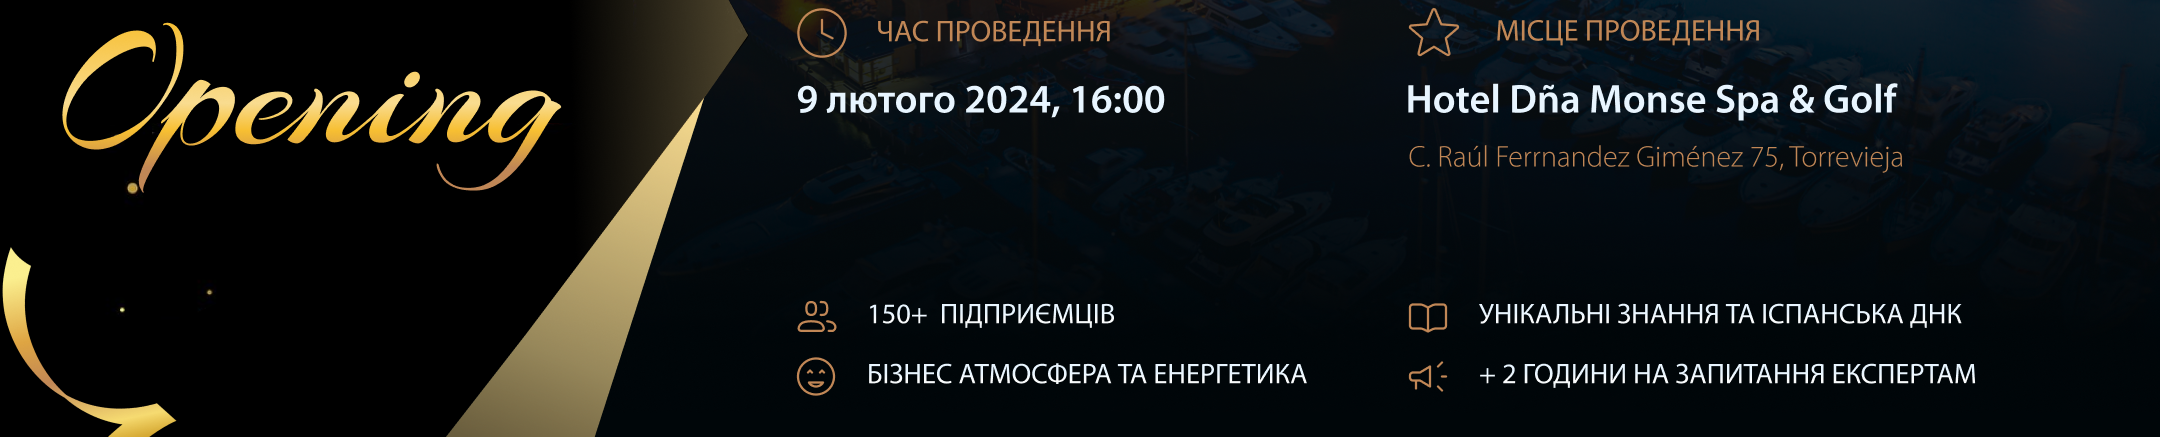 Opening
ЧАС ПРОВЕДЕННЯ
9 лютого 2024, 16:00
МІСЦЕ ПРОВЕДЕННЯ
Hotel Dña Monse Spa & Golf
C. Raúl Ferrnandez Giménez 75, Torrevieja
150+ ПІДПРИЄМЦІВ
БІЗНЕС АТМОСФЕРА ТА ЕНЕРГЕТИКА
УНІКАЛЬНІ ЗНАННЯ ТА ІСПАНСЬКА ДНК
+ 2 ГОДИНИ НА ЗАПИТАННЯ ЕКСПЕРТАМ